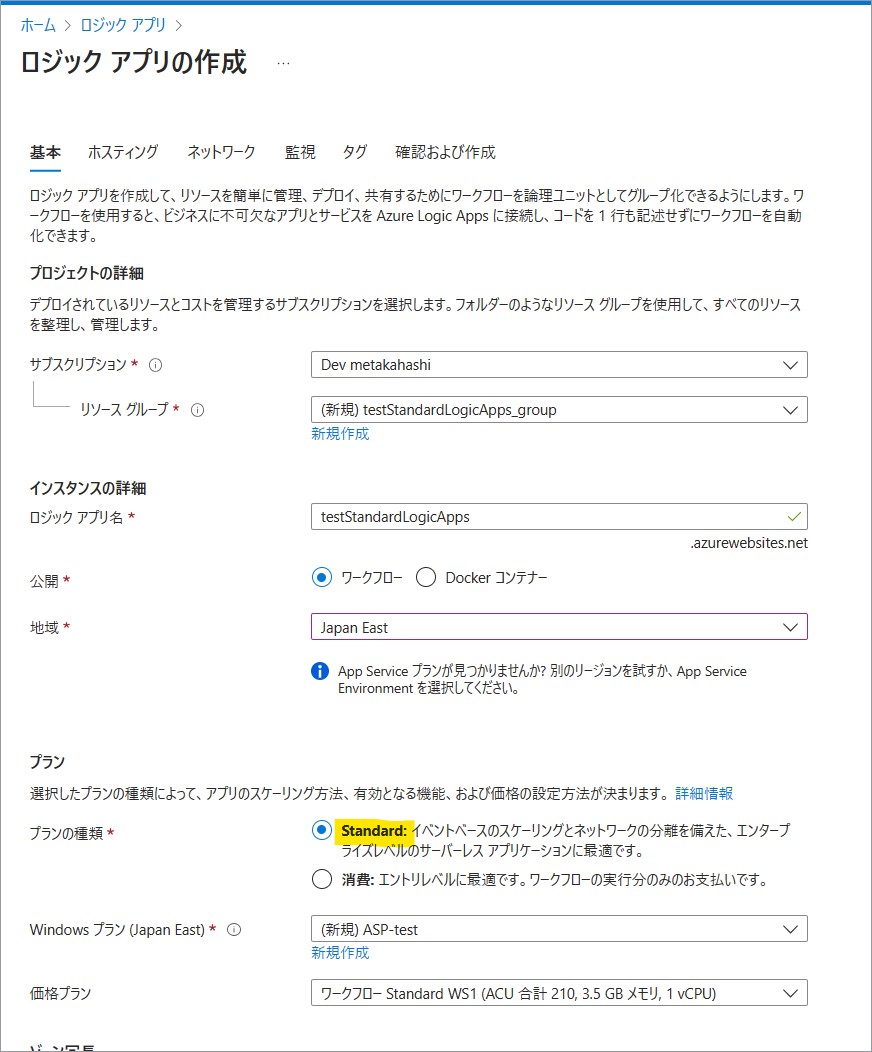 ホーム > ロジック アプリ >
ロジック アプリの作成 …
基本 ホスティング ネットワーク 監視 タグ 確認および作成
ロジック アプリを作成して、リソースを簡単に管理、デプロイ、共有するためにワークフローを論理ユニットとしてグループ化できるようにします。ワ
ークフローを使用すると、ビジネスに不可欠なアプリとサービスを Azure Logic Apps に接続し、コードを 1 行も記述せずにワークフローを自動
化できます。
プロジェクトの詳細
デプロイされているリソースとコストを管理するサブスクリプションを選択します。フォルダーのようなリソース グループを使用して、すべてのリソース
を整理し、管理します。
サブスクリプション * Dev metakahashi
リソース グループ * (新規) testStandardLogicApps_group
新規作成
インスタンスの詳細
ロジック アプリ名 * testStandardLogicApps
.azurewebsites.net
公開 * ワークフロー Docker コンテナー
地域 * Japan East
App Service プランが見つかりませんか? 別のリージョンを試すか、App Service
Environment を選択してください。
プラン
選択したプランの種類によって、アプリのスケーリング方法、有効となる機能、および価格の設定方法が決まります。 詳細情報
プランの種類 * Standard: イベントベースのスケーリングとネットワークの分離を備えた、エンタープ
ライズレベルのサーバーレス アプリケーションに最適です。
消費: エントリレベルに最適です。ワークフローの実行分のみのお支払いです。
Windows プラン (Japan East) * (新規) ASP-test
新規作成
価格プラン ワークフロー Standard WS1 (ACU 合計 210, 3.5 GB メモリ, 1 vCPU)